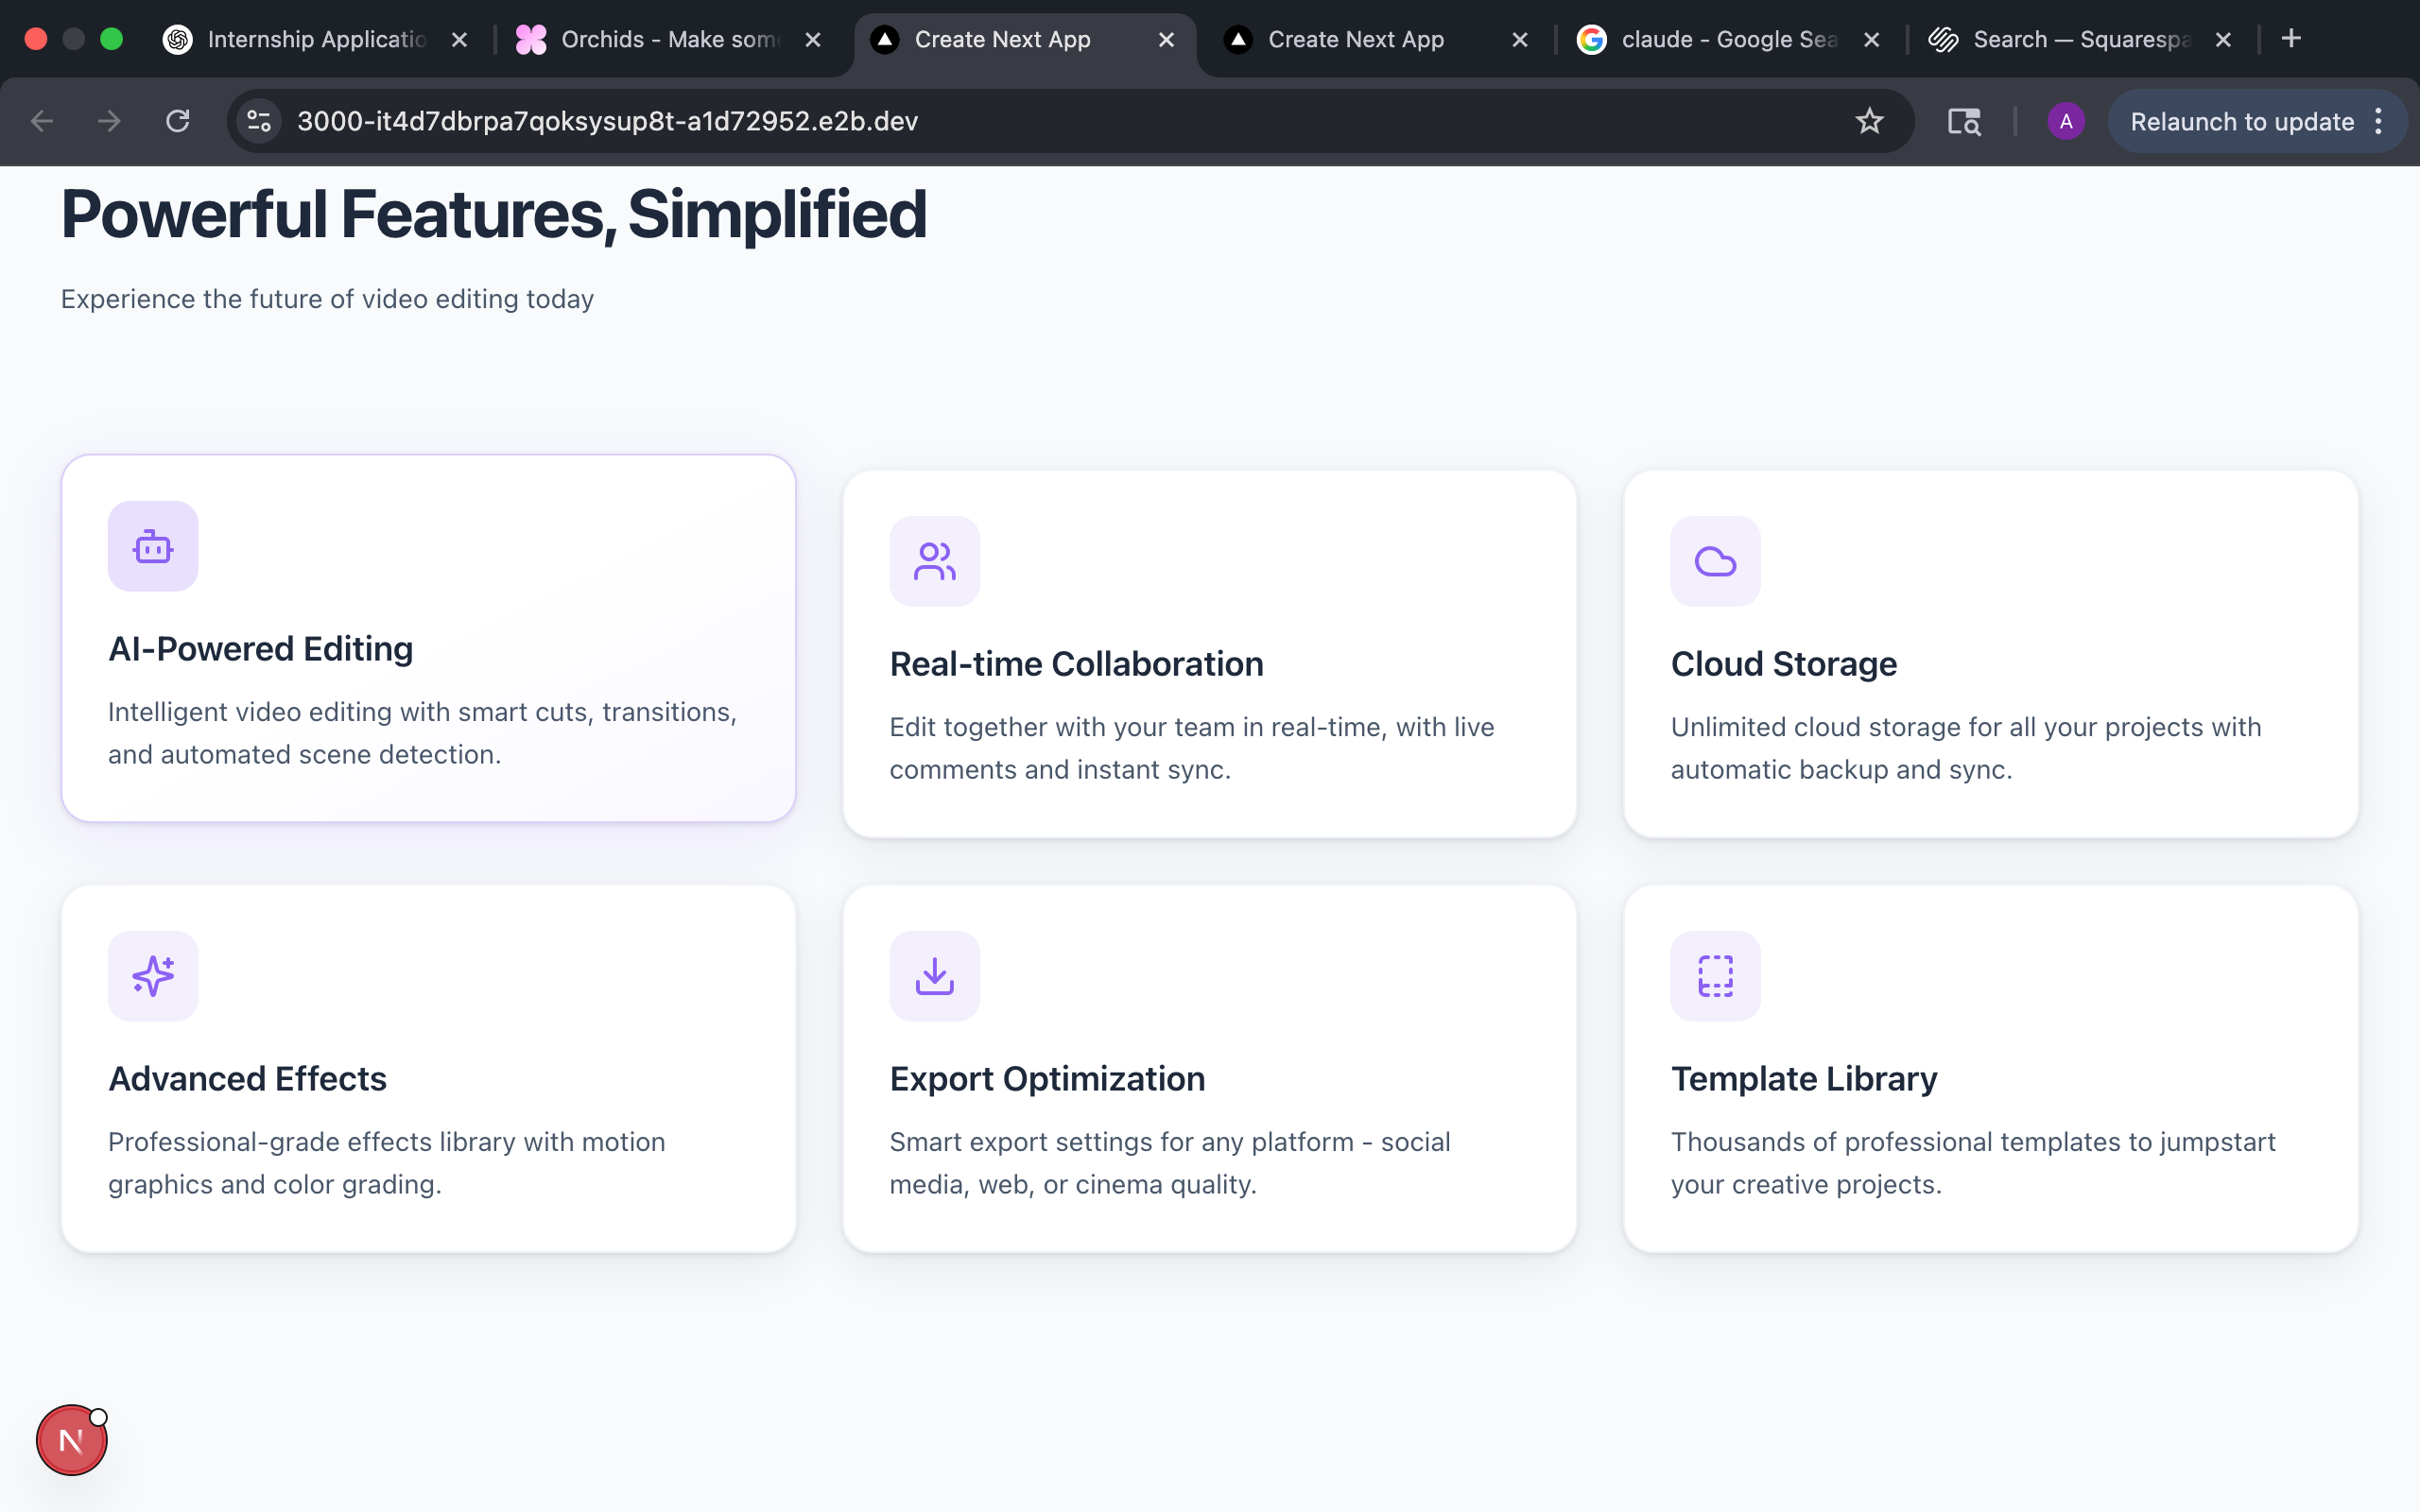 Internship Applicatio
Orchids - Make som
Create Next App
Create Next App
claude - Google Sea
Search — Squarespa
3000-it4d7dbrpa7qoksysup8t-a1d72952.e2b.dev
A
Relaunch to update
Powerful Features, Simplified
Experience the future of video editing today
AI-Powered Editing
Intelligent video editing with smart cuts, transitions,
and automated scene detection.
Real-time Collaboration
Edit together with your team in real-time, with live
comments and instant sync.
Cloud Storage
Unlimited cloud storage for all your projects with
automatic backup and sync.
Advanced Effects
Professional-grade effects library with motion
graphics and color grading.
Export Optimization
Smart export settings for any platform - social
media, web, or cinema quality.
Template Library
Thousands of professional templates to jumpstart
your creative projects.
N